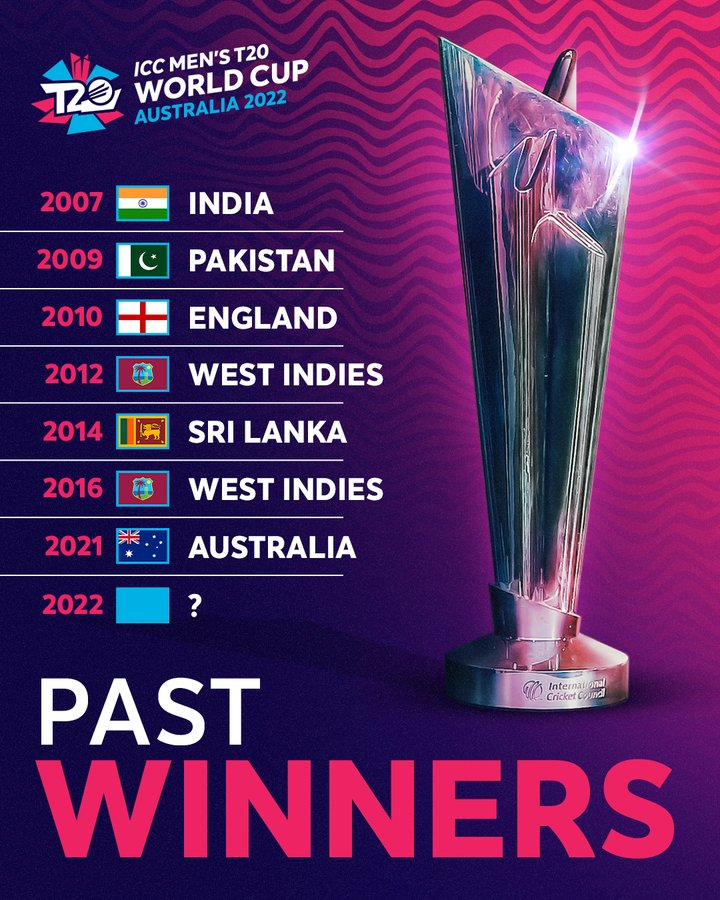 T20
ICC MEN'S T20
WORLD CUP
AUSTRALIA 2022
2007 INDIA
2009 PAKISTAN
2010 ENGLAND
2012 WEST INDIES
2014 SRI LANKA
2016 WEST INDIES
2021 AUSTRALIA
2022 ?
International
Cricket Council
PAST
WINNERS